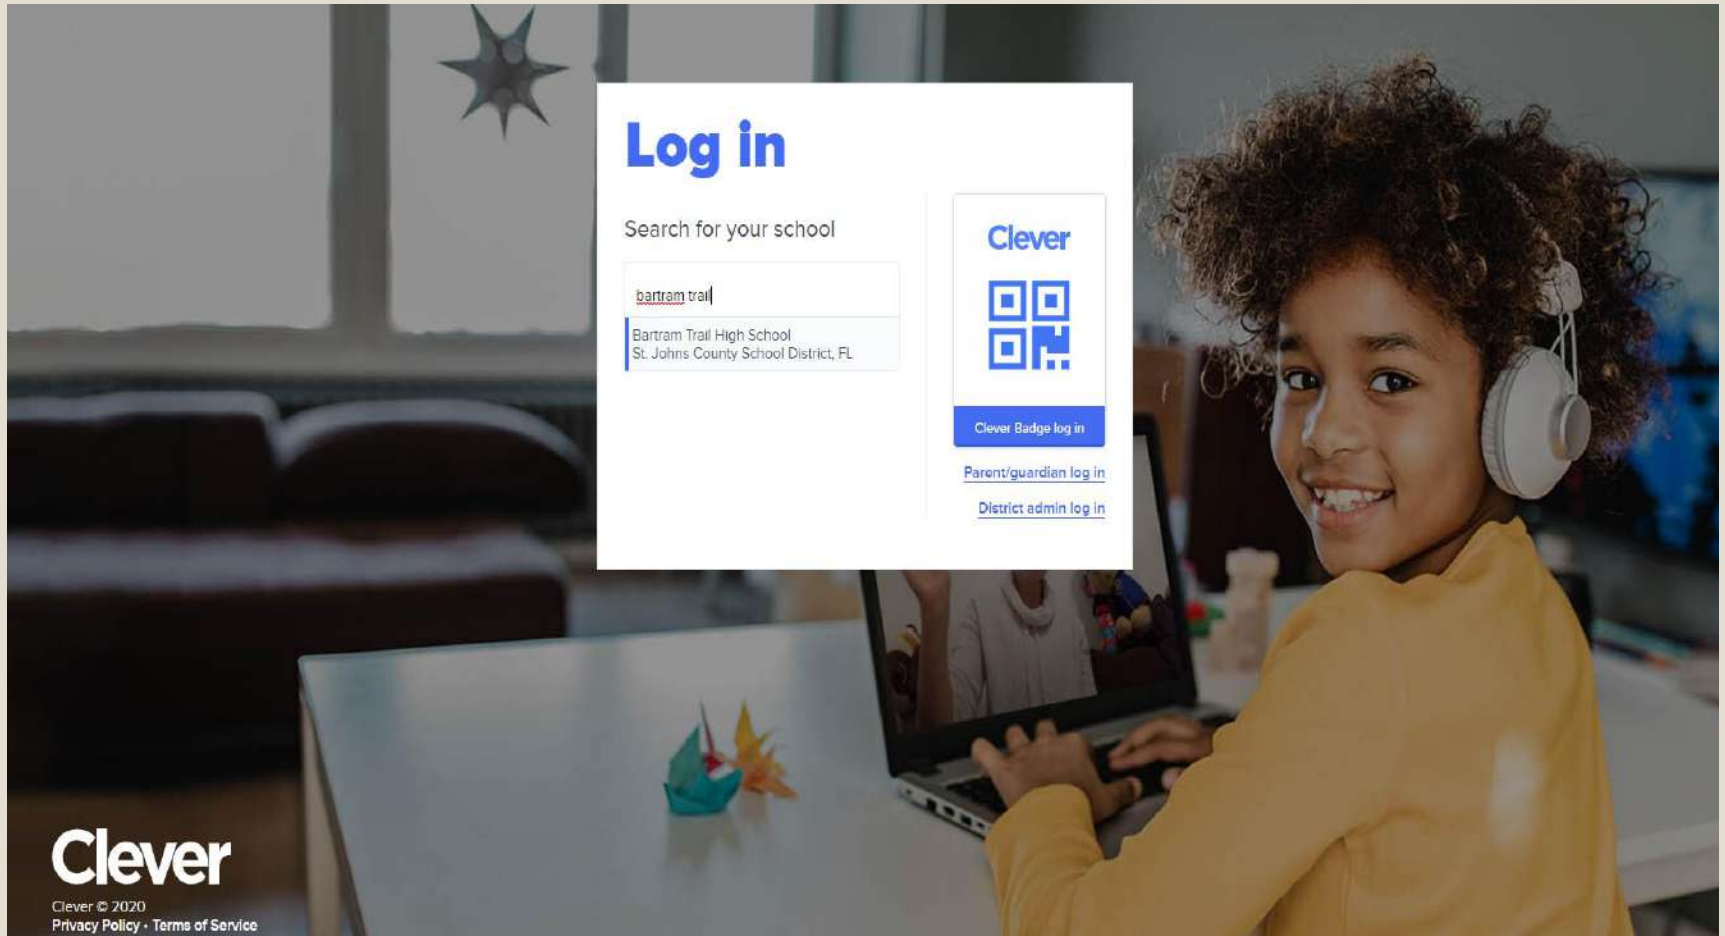 Log in
Search for your school
bartram trail
Bartram Trail High School
St. Johns County School District, FL
Clever
Clever Badge log in
Parent/guardian log in
District admin log in
Clever
Clever © 2020
Privacy Policy · Terms of Service